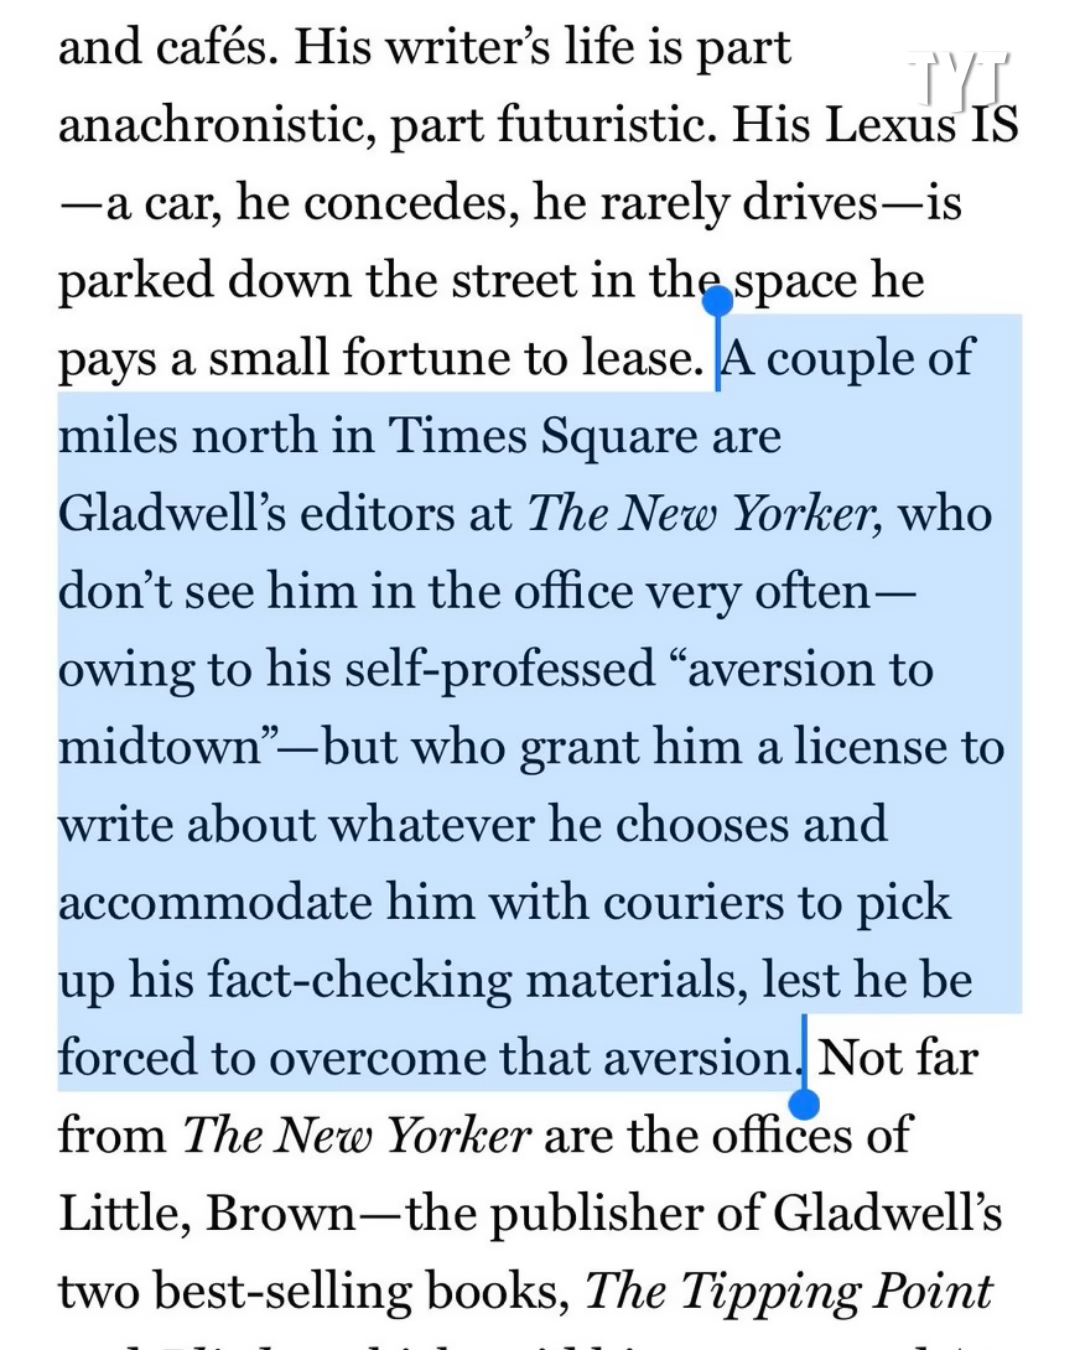 and cafés. His writer’s life is part
TYT
anachronistic, part futuristic. His Lexus IS
—a car, he concedes, he rarely drives—is
parked down the street in the space he
pays a small fortune to lease. A couple of
miles north in Times Square are
Gladwell’s editors at The New Yorker, who
don’t see him in the office very often—
owing to his self-professed “aversion to
midtown”—but who grant him a license to
write about whatever he chooses and
accommodate him with couriers to pick
up his fact-checking materials, lest he be
forced to overcome that aversion. Not far
from The New Yorker are the offices of
Little, Brown—the publisher of Gladwell’s
two best-selling books, The Tipping Point